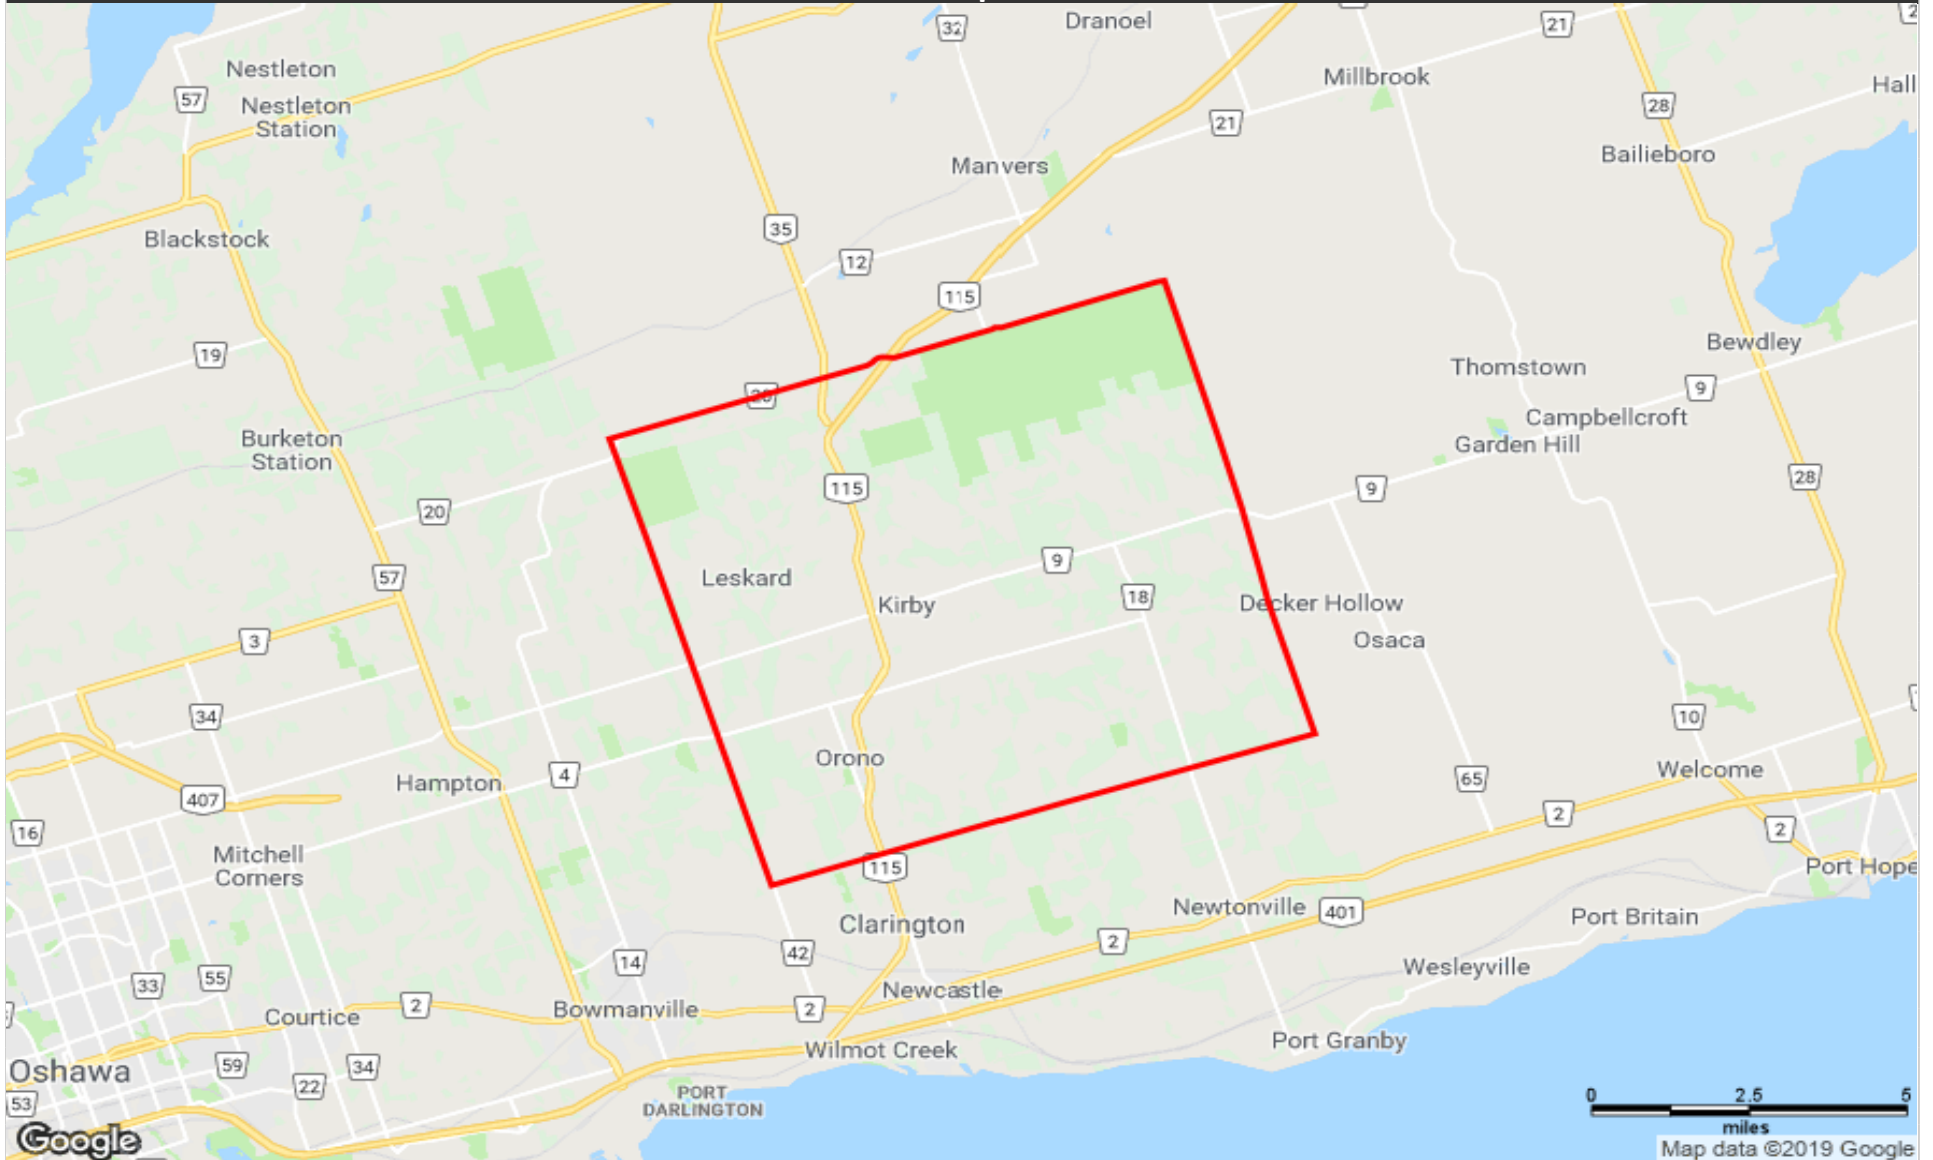 Dranoel
32
21
2
Nestleton
Millbrook
Hall
57
Nestleton
Station
28
21
Bailieboro
Manvers
35
Blackstock
12
115
Bewdley
19
Thomstown
9
20
Campbellcroft
Burketon
Station
Garden Hill
28
115
9
20
9
57
Leskard
18
Kirby
Decker Hollow
3
Osaca
34
10
Orono
Welcome
4
Hampton
65
407
2
16
2
Mitchell
Corners
115
Port Hope
Newtonville
401
Port Britain
Clarington
2
42
14
Wesleyville
55
33
Newcastle
2
Bowmanville
2
Courtice
Port Granby
Wilmot Creek
59
34
Oshawa
22
53
PORT
DARLINGTON
0 2.5 5
miles
Google
Map data ©2019 Google